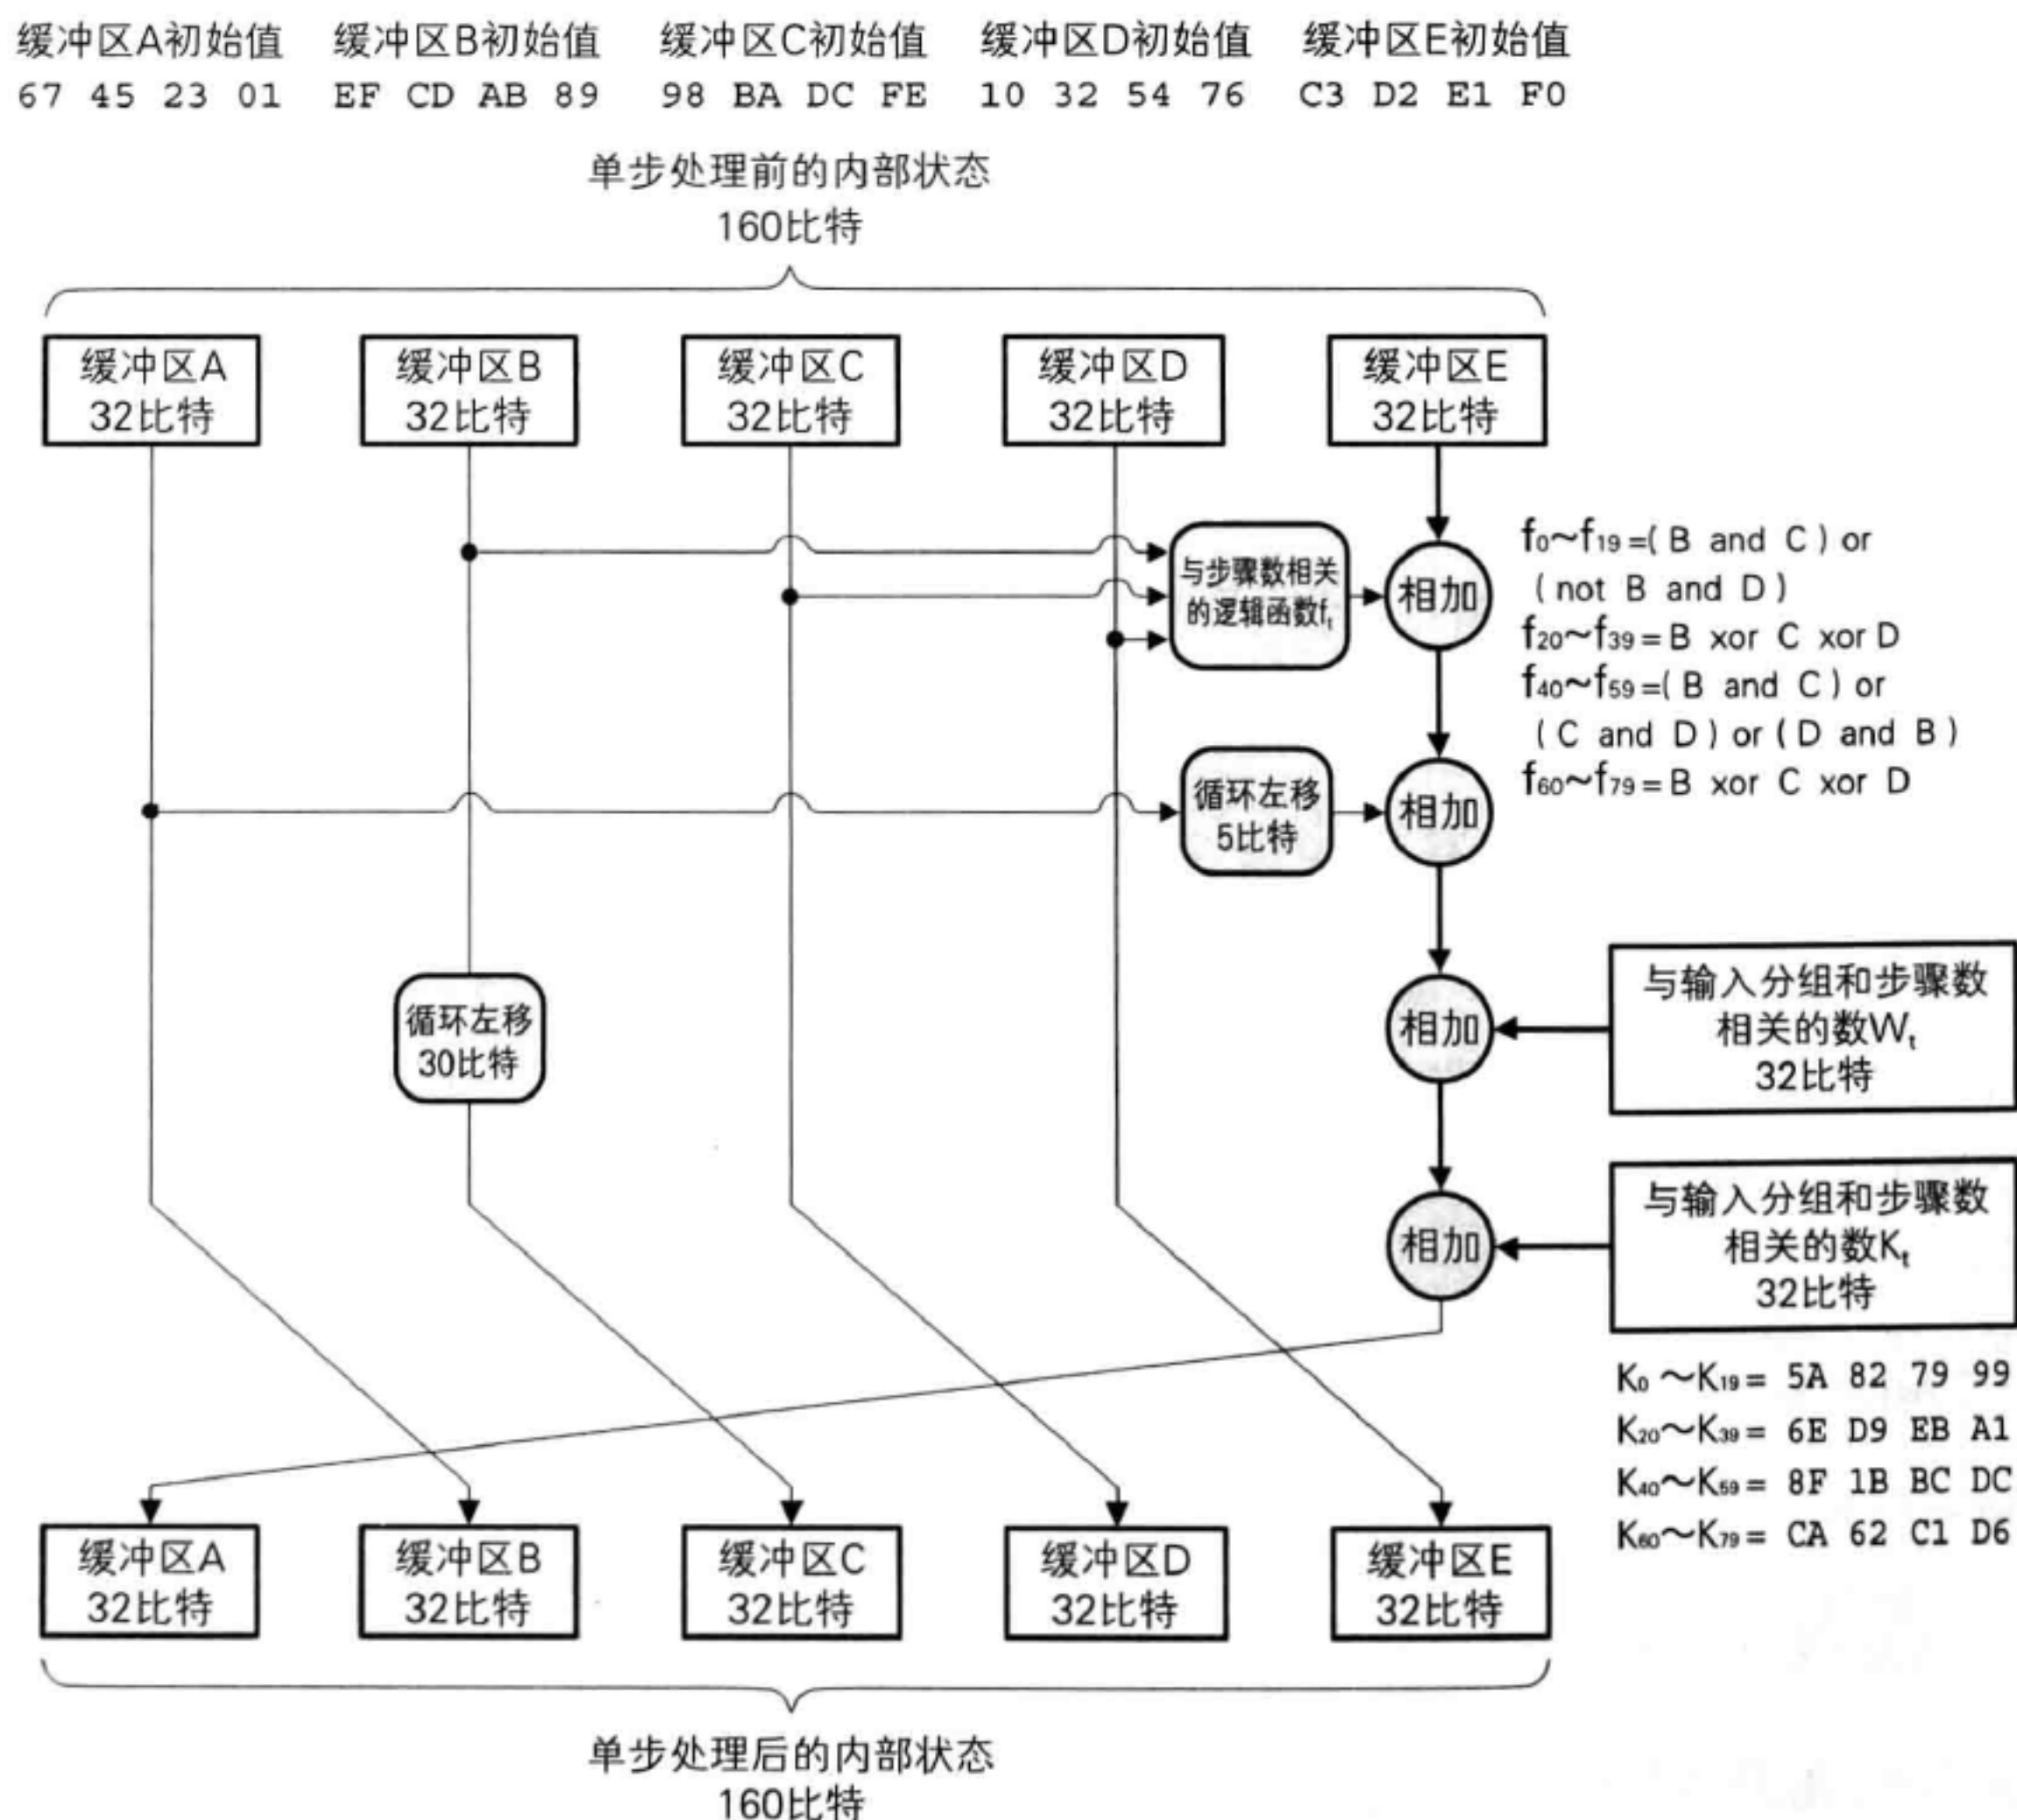 缓冲区A初始值 缓冲区B初始值 缓冲区C初始值 缓冲区D初始值 缓冲区E初始值
67 45 23 01 EF CD AB 89 98 BA DC FE 10 32 54 76 C3 D2 E1 F0
单步处理前的内部状态
160比特
缓冲区A
32比特
缓冲区B
32比特
缓冲区C
32比特
缓冲区D
32比特
缓冲区E
32比特
与步骤数相关
的逻辑函数fₜ
相加
f₀~f₁₉=( B and C ) or
( not B and D )
f₂₀~f₃₉= B xor C xor D
f₄₀~f₅₉=( B and C ) or
( C and D ) or ( D and B )
f₆₀~f₇₉= B xor C xor D
循环左移
5比特
相加
循环左移
30比特
相加
与输入分组和步骤数
相关的数Wₜ
32比特
相加
与输入分组和步骤数
相关的数Kₜ
32比特
K₀~K₁₉= 5A 82 79 99
K₂₀~K₃₉= 6E D9 EB A1
K₄₀~K₅₉= 8F 1B BC DC
K₆₀~K₇₉= CA 62 C1 D6
缓冲区A
32比特
缓冲区B
32比特
缓冲区C
32比特
缓冲区D
32比特
缓冲区E
32比特
单步处理后的内部状态
160比特